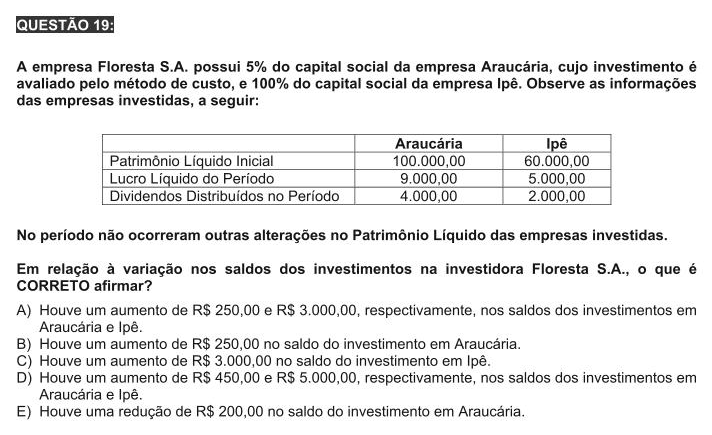 QUESTÃO 19:
A empresa Floresta S.A. possui 5% do capital social da empresa Araucária, cujo investimento é
avaliado pelo método de custo, e 100% do capital social da empresa Ipê. Observe as informações
das empresas investidas, a seguir:
Araucária Ipê
Patrimônio Líquido Inicial 100.000,00 60.000,00
Lucro Líquido do Período 9.000,00 5.000,00
Dividendos Distribuídos no Período 4.000,00 2.000,00
No período não ocorreram outras alterações no Patrimônio Líquido das empresas investidas.
Em relação à variação nos saldos dos investimentos na investidora Floresta S.A., o que é
CORRETO afirmar?
A) Houve um aumento de R$ 250,00 e R$ 3.000,00, respectivamente, nos saldos dos investimentos em
Araucária e Ipê.
B) Houve um aumento de R$ 250,00 no saldo do investimento em Araucária.
C) Houve um aumento de R$ 3.000,00 no saldo do investimento em Ipê.
D) Houve um aumento de R$ 450,00 e R$ 5.000,00, respectivamente, nos saldos dos investimentos em
Araucária e Ipê.
E) Houve uma redução de R$ 200,00 no saldo do investimento em Araucária.